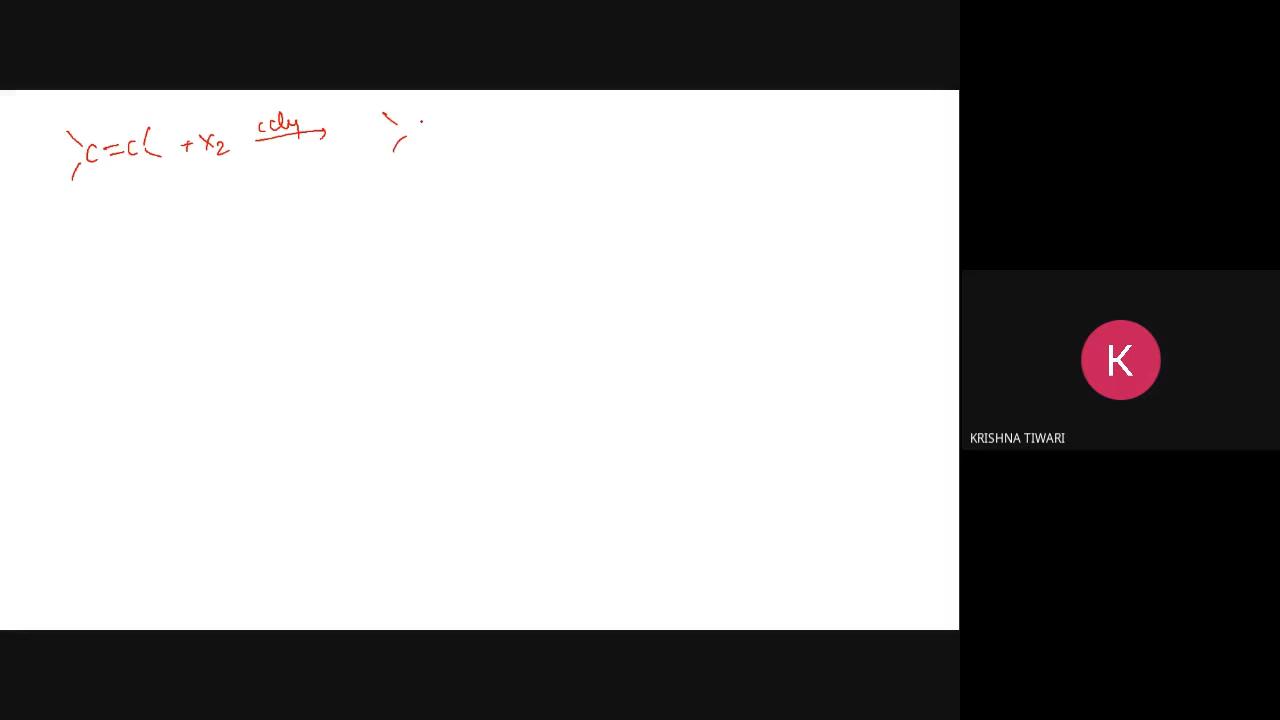 >C=C< + X2 CCl4 →
K
KRISHNA TIWARI